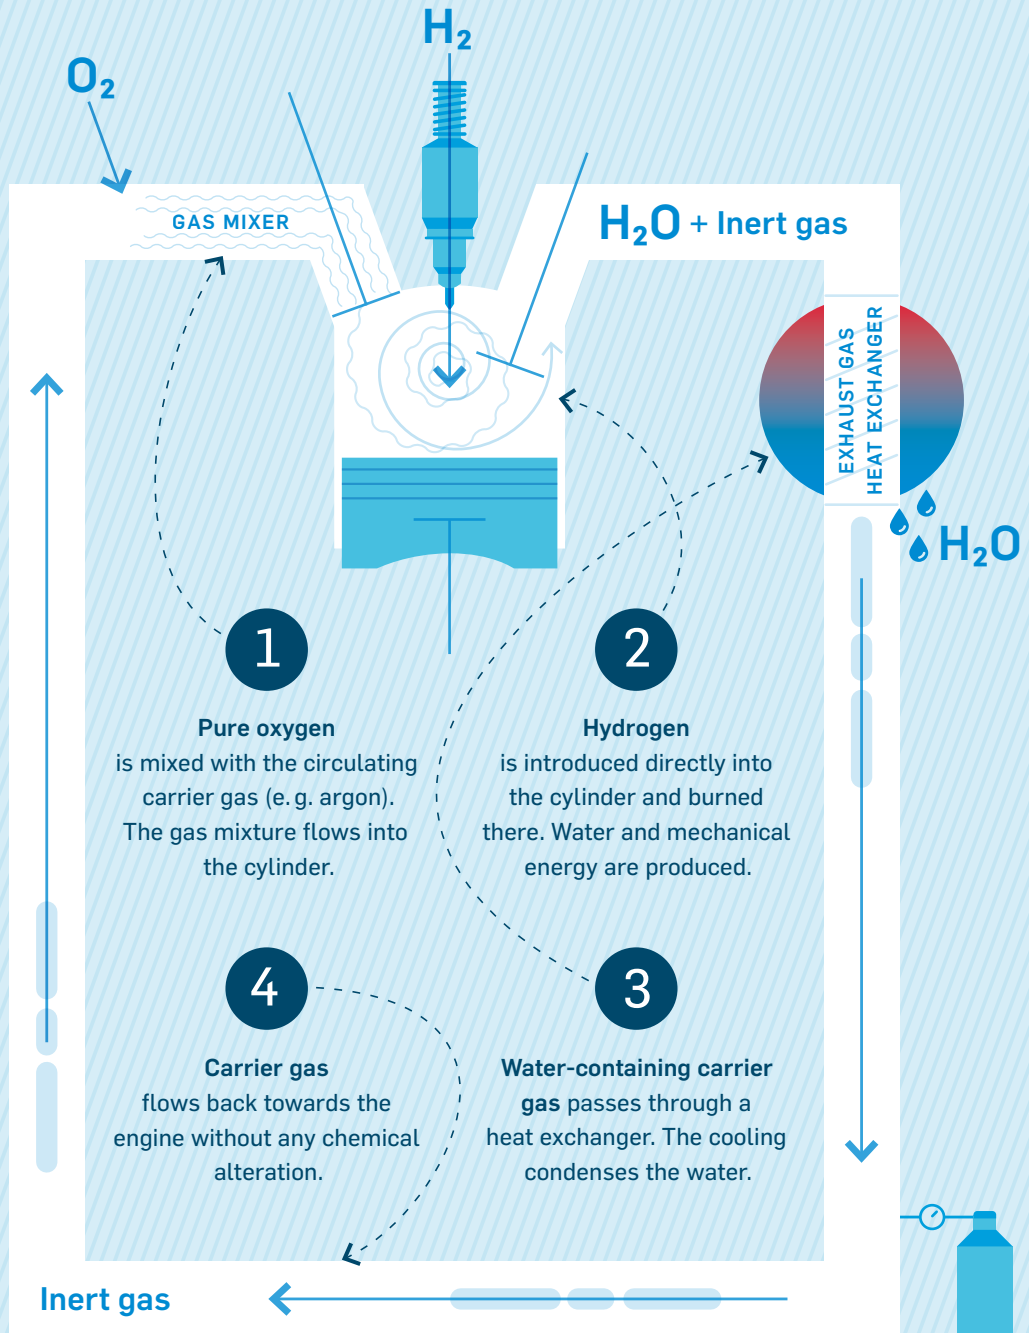 H₂
O₂
GAS MIXER
H₂O + Inert gas
EXHAUST GAS
HEAT EXCHANGER
H₂O
1
Pure oxygen
is mixed with the circulating
carrier gas (e. g. argon).
The gas mixture flows into
the cylinder.
2
Hydrogen
is introduced directly into
the cylinder and burned
there. Water and mechanical
energy are produced.
4
Carrier gas
flows back towards the
engine without any chemical
alteration.
3
Water-containing carrier
gas passes through a
heat exchanger. The cooling
condenses the water.
Inert gas